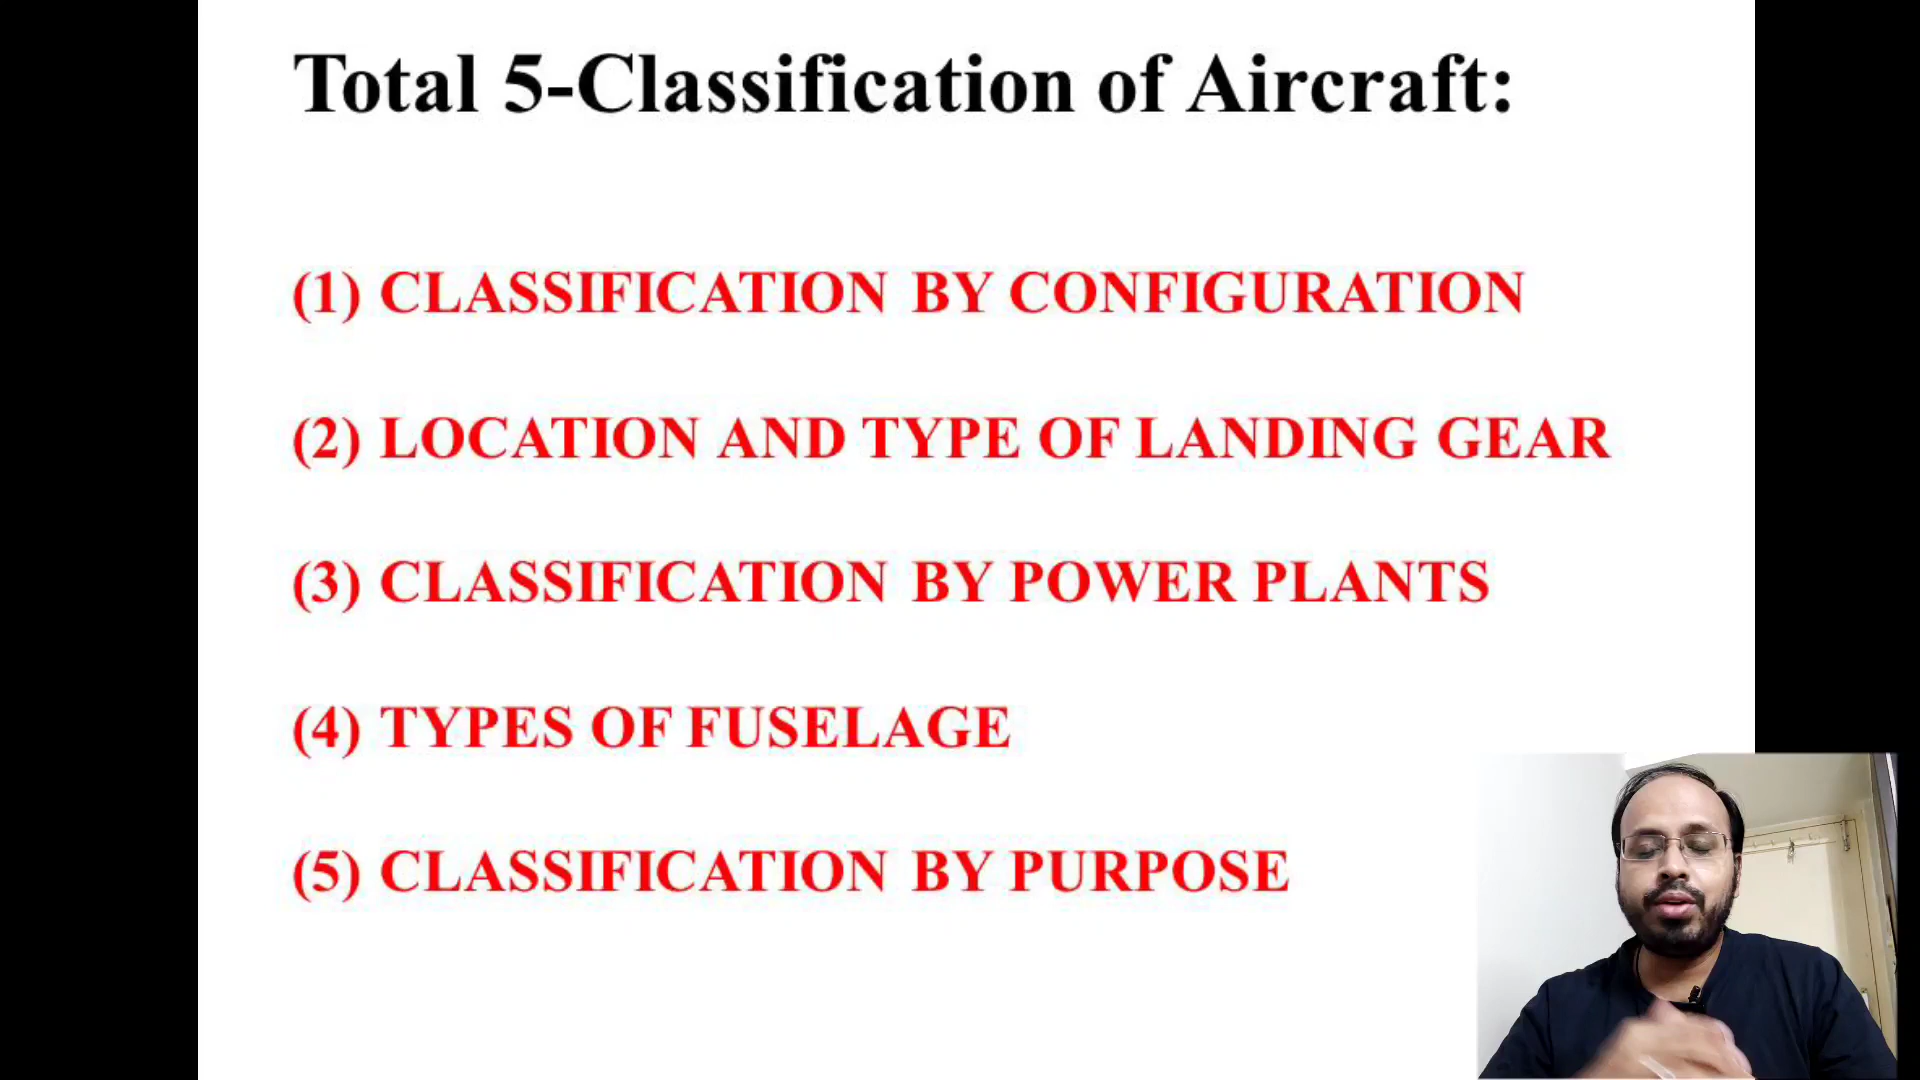 Total 5-Classification of Aircraft:
(1) CLASSIFICATION BY CONFIGURATION
(2) LOCATION AND TYPE OF LANDING GEAR
(3) CLASSIFICATION BY POWER PLANTS
(4) TYPES OF FUSELAGE
(5) CLASSIFICATION BY PURPOSE